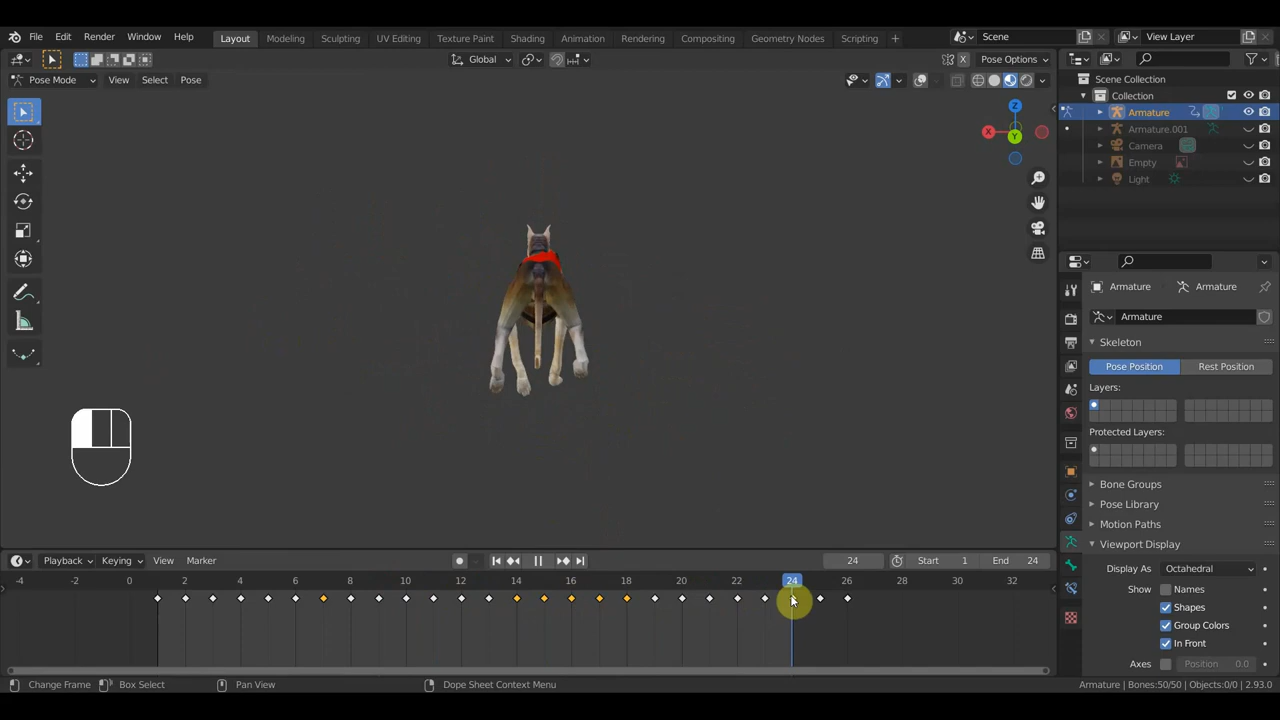 File Edit Render Window Help Layout Modeling Sculpting UV Editing Texture Paint Shading Animation Rendering Compositing Geometry Nodes Scripting + Scene View Layer
Global Pose Options
Pose Mode View Select Pose
Scene Collection
Collection
Armature
Armature.001
Camera
Empty
Light
Z
X
Y
Armature Armature
Armature
Skeleton
Pose Position Rest Position
Layers:
Protected Layers:
Bone Groups
Pose Library
Motion Paths
Viewport Display
Display As Octahedral
Show Names
Shapes
Group Colors
In Front
Axes Position 0.0
Playback Keying View Marker 24 Start 1 End 24
-4 -2 0 2 4 6 8 10 12 14 16 18 20 22 24 26 28 30 32
Change Frame Box Select Pan View Dope Sheet Context Menu Armature | Bones:50/50 | Objects:0/0 | 2.93.0